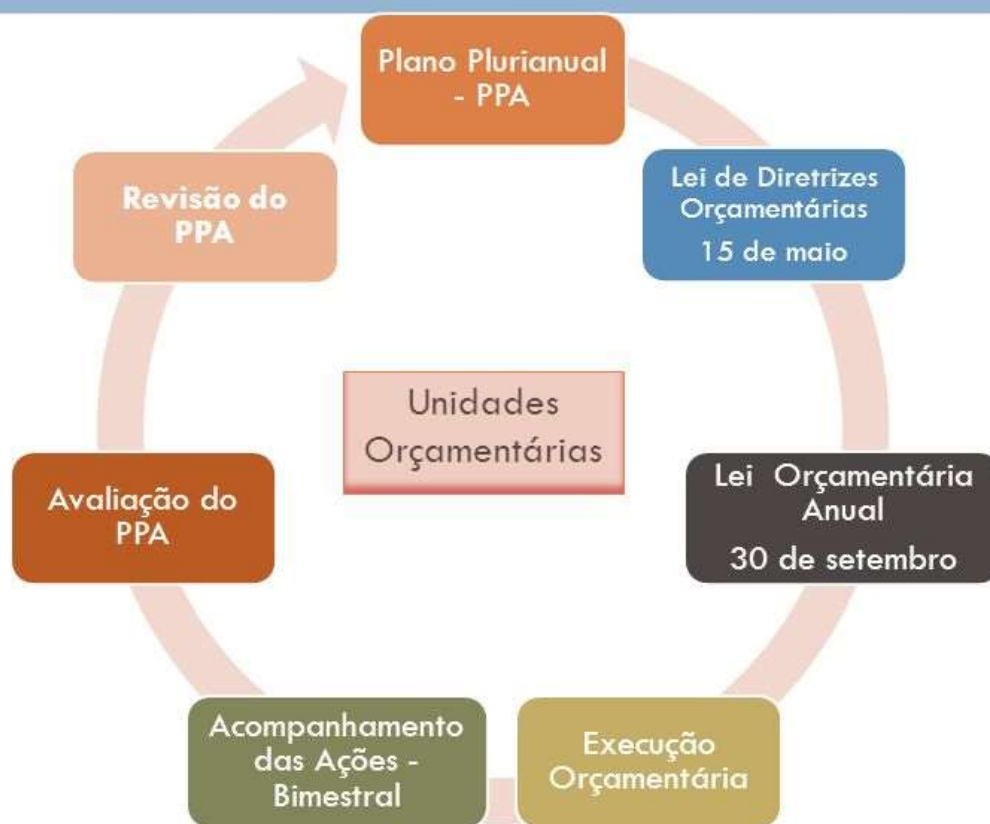 Plano Plurianual
- PPA
Lei de Diretrizes
Orçamentárias
15 de maio
Lei Orçamentária
Anual
30 de setembro
Execução
Orçamentária
Acompanhamento
das Ações -
Bimestral
Avaliação do
PPA
Revisão do
PPA
Unidades
Orçamentárias